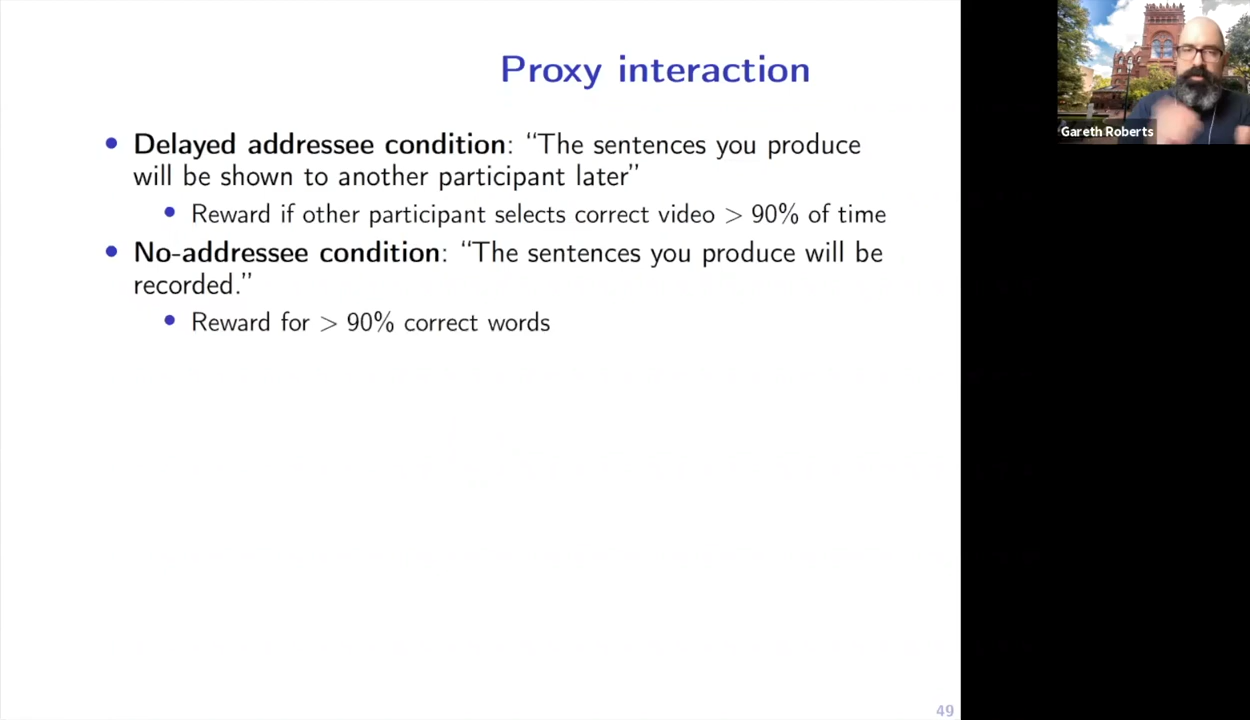 Proxy interaction
• Delayed addressee condition: “The sentences you produce
will be shown to another participant later”
• Reward if other participant selects correct video > 90% of time
• No-addressee condition: “The sentences you produce will be
recorded.”
• Reward for > 90% correct words
Gareth Roberts
49